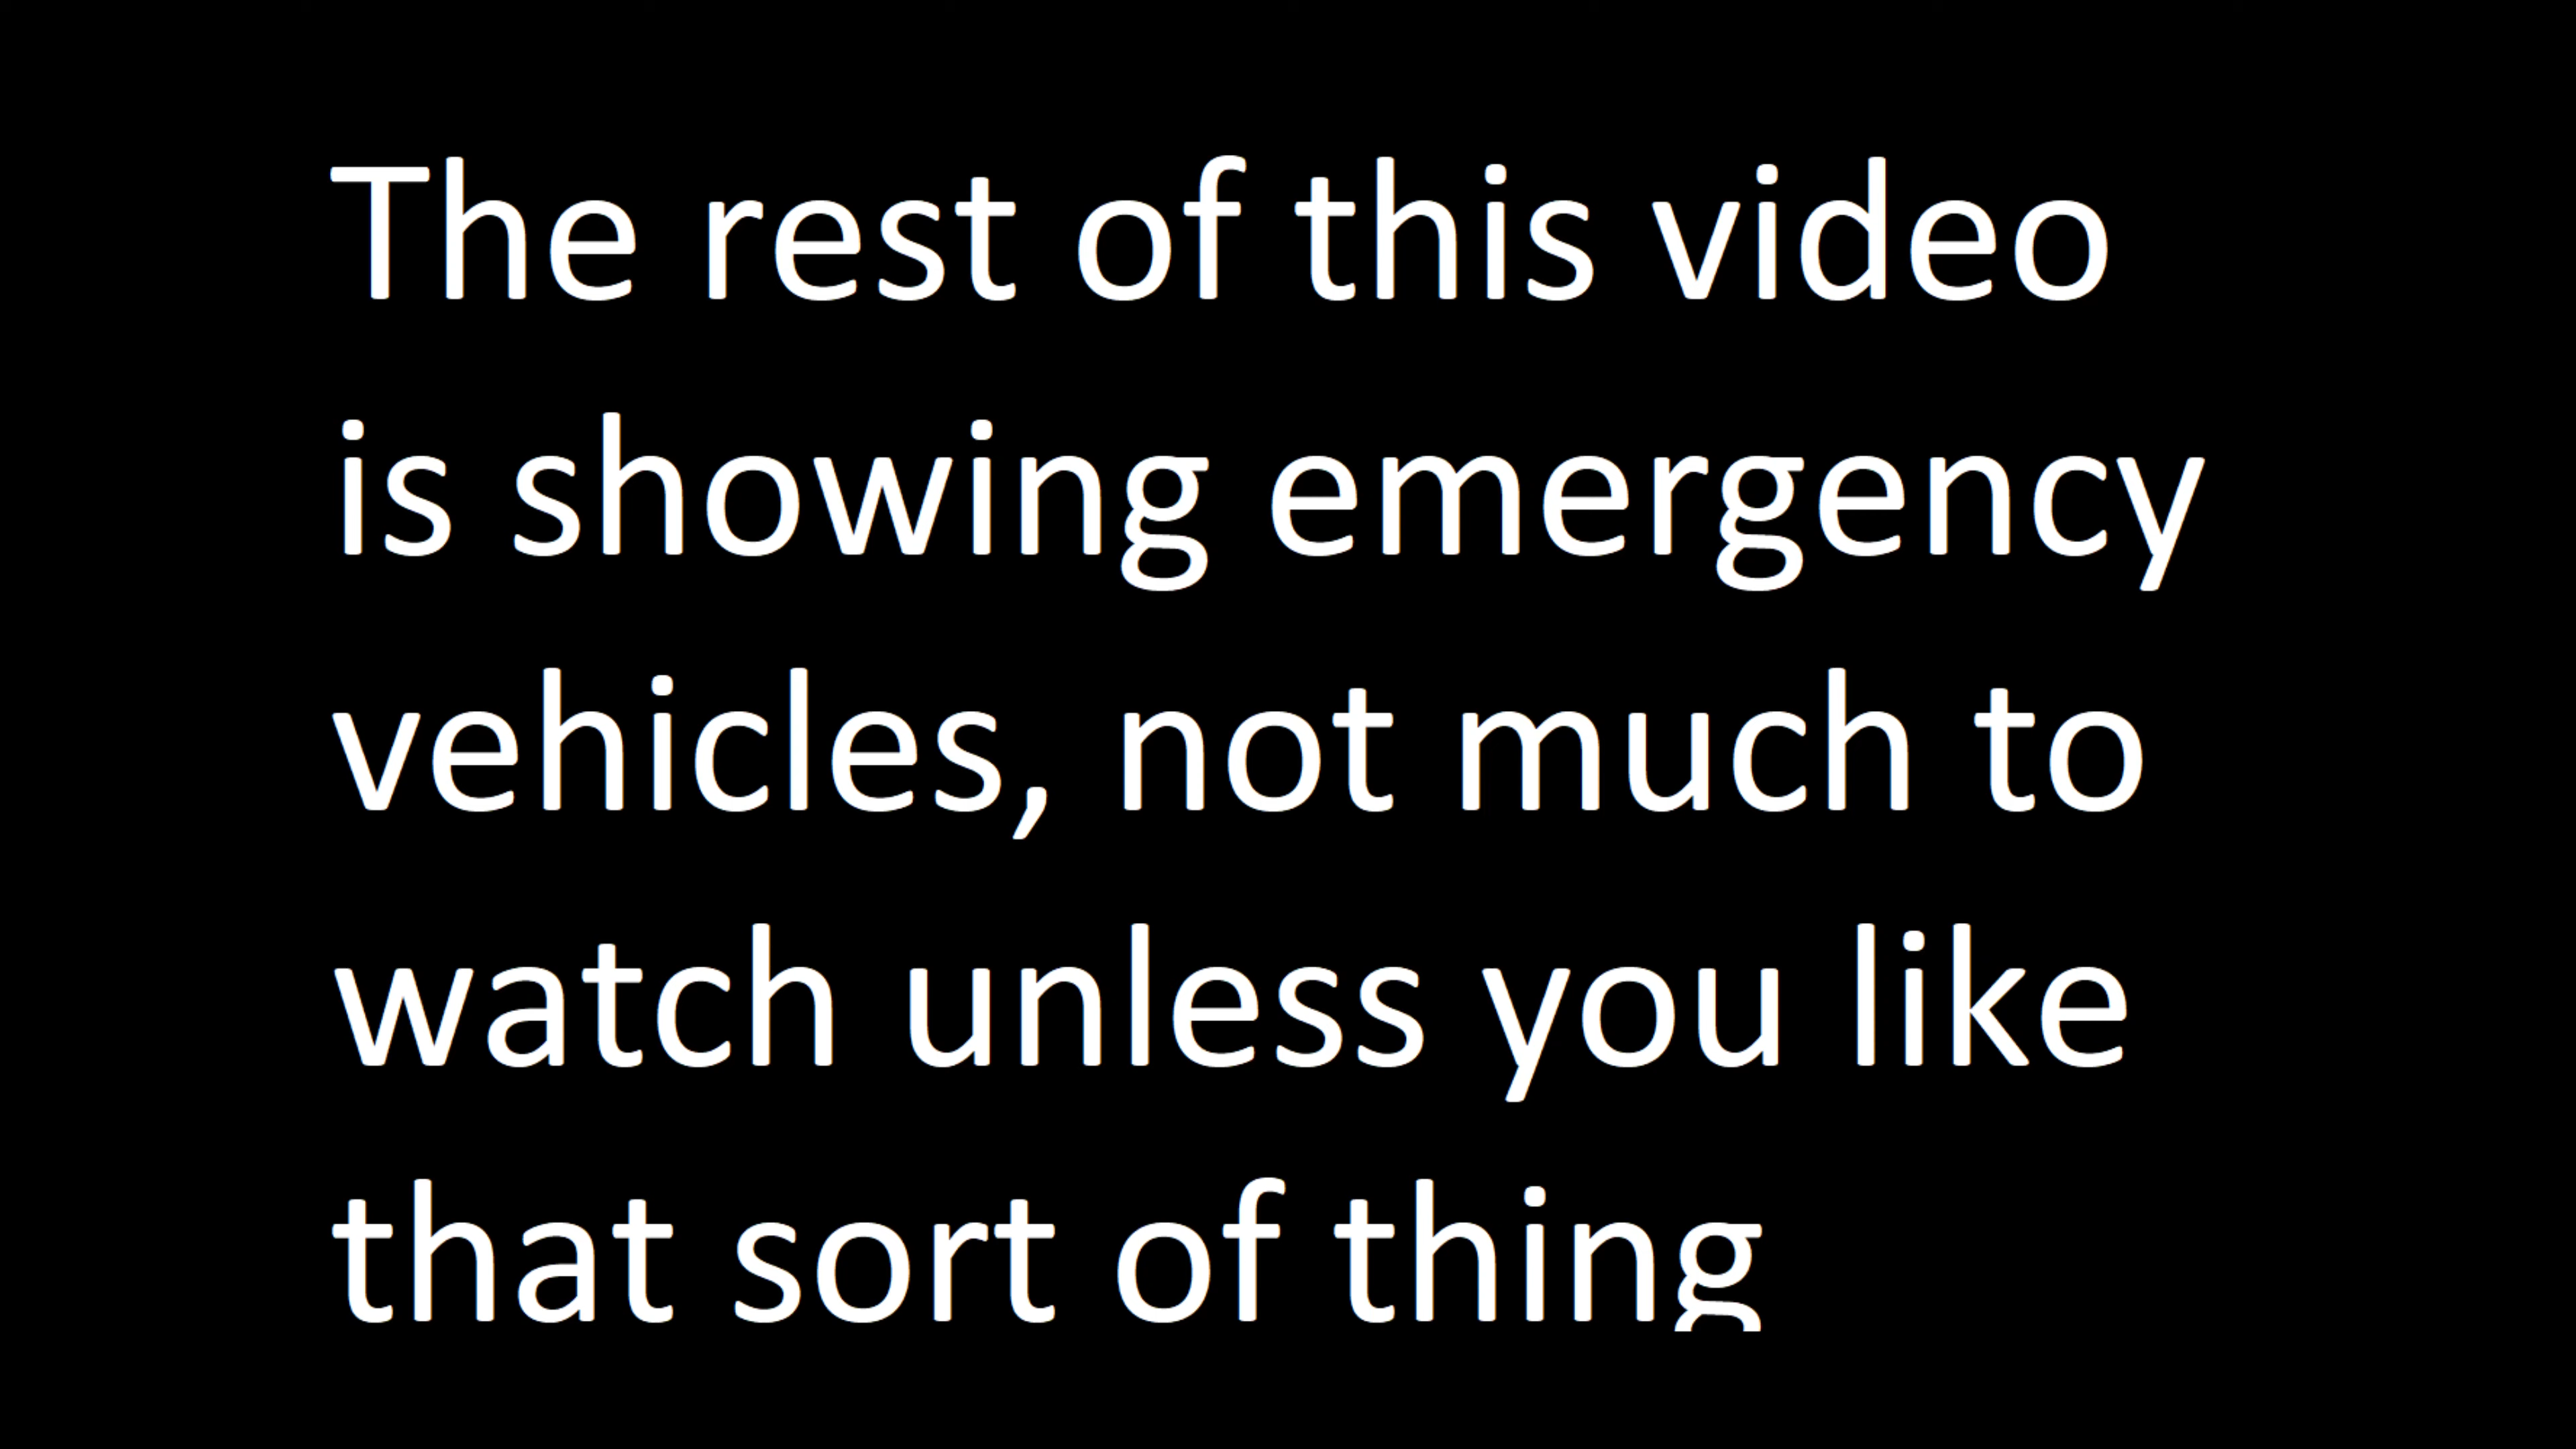 The rest of this video
is showing emergency
vehicles, not much to
watch unless you like
that sort of thing